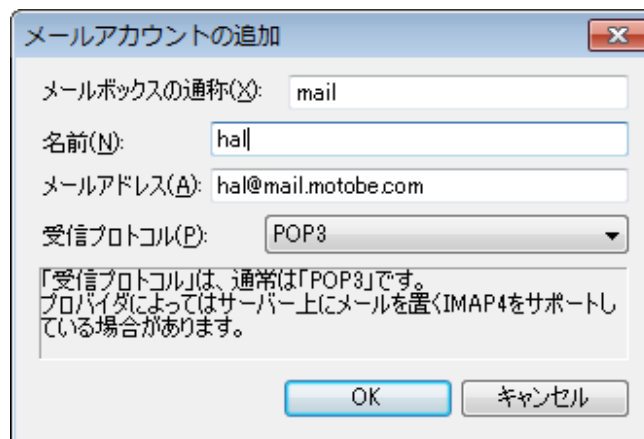 メールアカウントの追加
メールボックスの通称(X): mail
名前(N): hal
メールアドレス(A): hal@mail.motobe.com
受信プロトコル(P): POP3
「受信プロトコル」は、通常は「POP3」です。
プロバイダによってはサーバー上にメールを置くIMAP4をサポートし
ている場合があります。
OK キャンセル